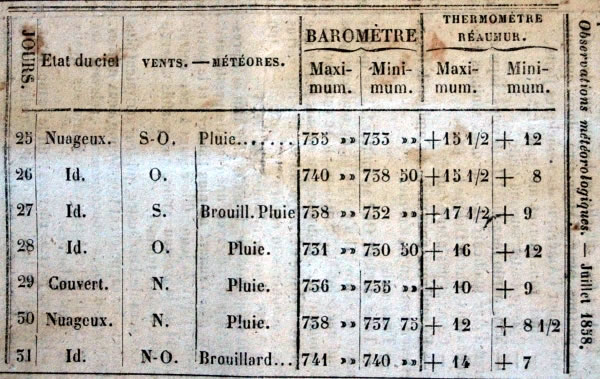 JOURS.
Etat du ciel
VENTS. — MÉTÉORES.
BAROMÈTRE
THERMOMÈTRE
RÉAUMUR.
Maxi- Mini- Maxi- Mini-
mum. mum. mum. mum.
25 Nuageux. S-O. Pluie....... 735 »» 733 »» + 15 1/2 + 12
26 Id. O. 740 »» 738 50 + 15 1/2 + 8
27 Id. S. Brouill. Pluie 738 »» 732 »» + 17 1/2 + 9
28 Id. O. Pluie. 731 »» 730 50 + 16 + 12
29 Couvert. N. Pluie. 736 »» 735 »» + 10 + 9
30 Nuageux. N. Pluie. 738 »» 737 75 + 12 + 8 1/2
31 Id. N-O. Brouillard... 741 »» 740 »» + 14 + 7
Observations météorologiques. — Juillet 1838.